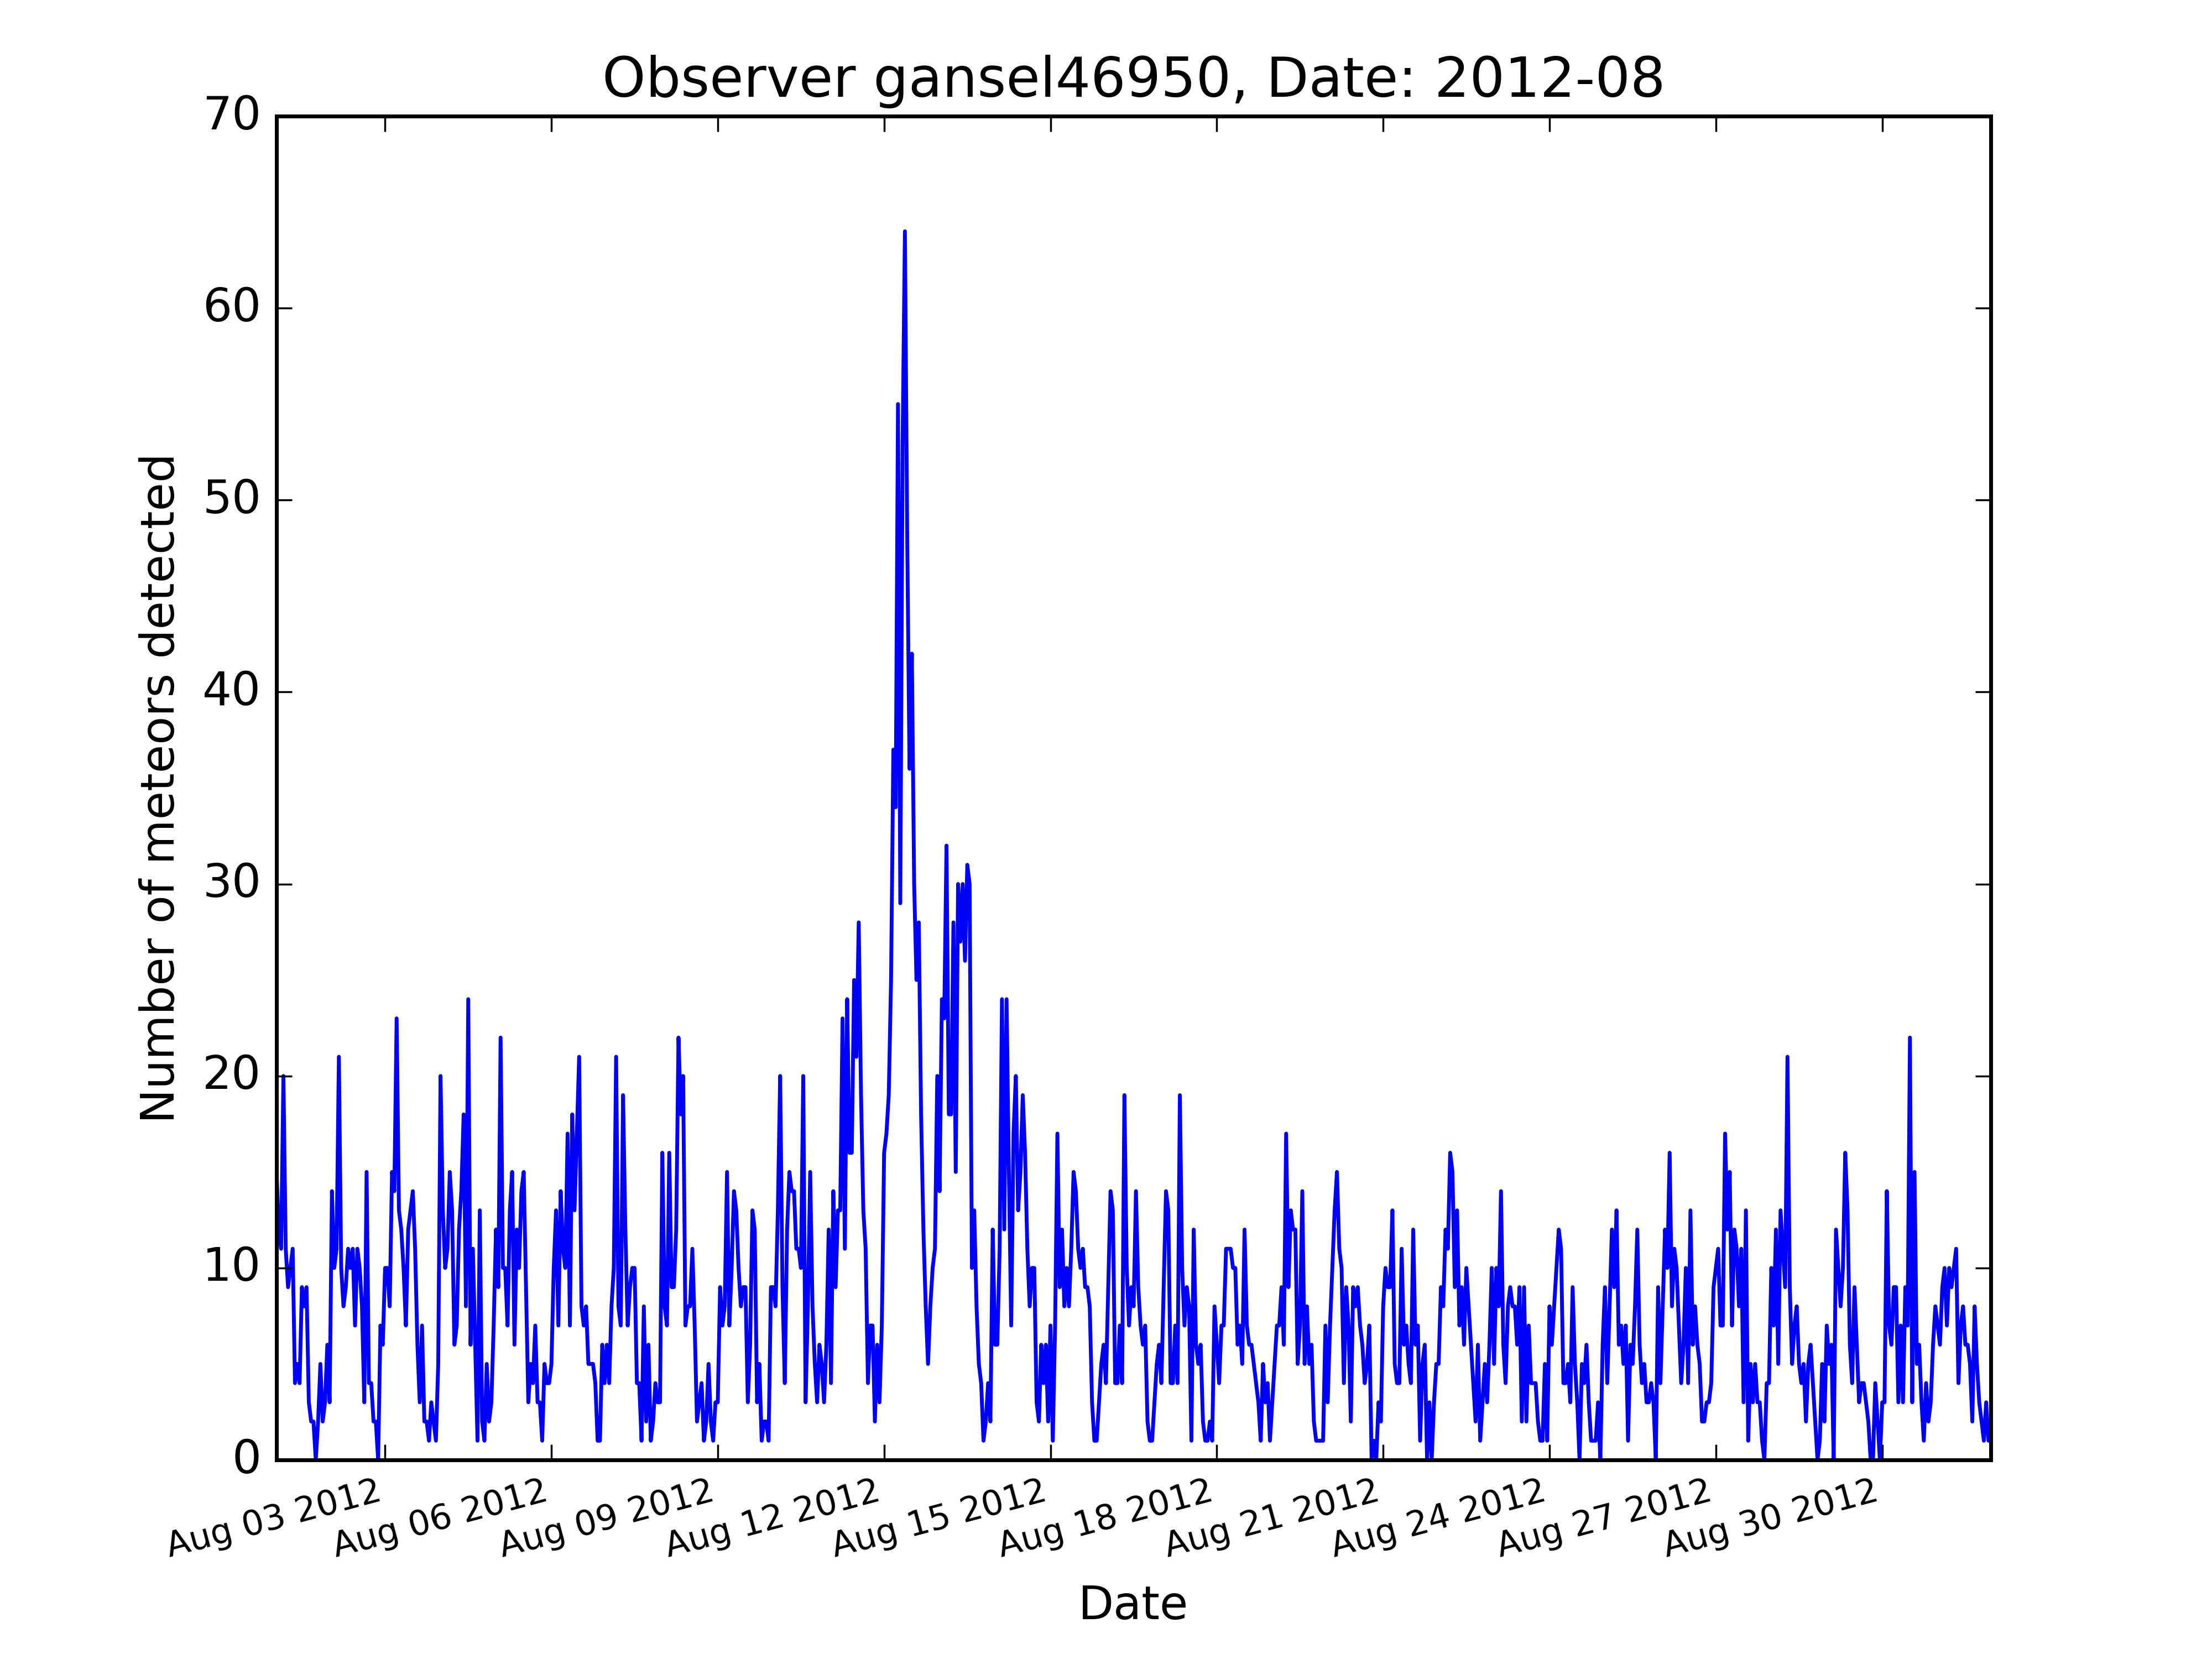 Observer gansel46950, Date: 2012-08
70
60
50
40
30
20
10
0
Number of meteors detected
Aug 03 2012
Aug 06 2012
Aug 09 2012
Aug 12 2012
Aug 15 2012
Aug 18 2012
Aug 21 2012
Aug 24 2012
Aug 27 2012
Aug 30 2012
Date